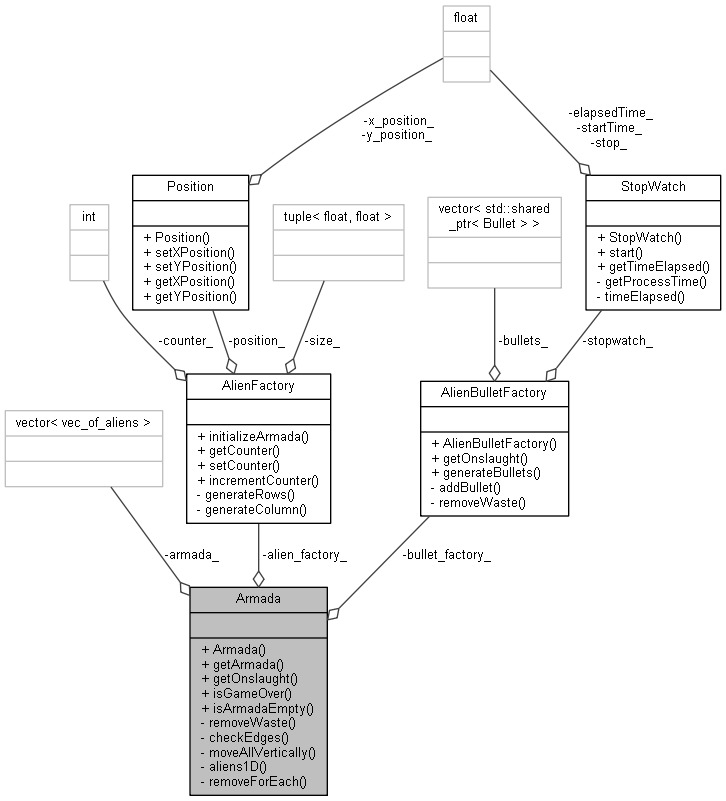 float
-x_position_
-y_position_
-elapsedTime_
-startTime_
-stop_
Position
+ Position()
+ setXPosition()
+ setYPosition()
+ getXPosition()
+ getYPosition()
StopWatch
+ StopWatch()
+ start()
+ getTimeElapsed()
- getProcessTime()
- timeElapsed()
int
tuple< float, float >
vector< std::shared
_ptr< Bullet > >
-counter_
-position_
-size_
-bullets_
-stopwatch_
AlienFactory
+ initializeArmada()
+ getCounter()
+ setCounter()
+ incrementCounter()
- generateRows()
- generateColumn()
AlienBulletFactory
+ AlienBulletFactory()
+ getOnslaught()
+ generateBullets()
- addBullet()
- removeWaste()
vector< vec_of_aliens >
-armada_
-alien_factory_
-bullet_factory_
Armada
+ Armada()
+ getArmada()
+ getOnslaught()
+ isGameOver()
+ isArmadaEmpty()
- removeWaste()
- checkEdges()
- moveAllVertically()
- aliens1D()
- removeForEach()